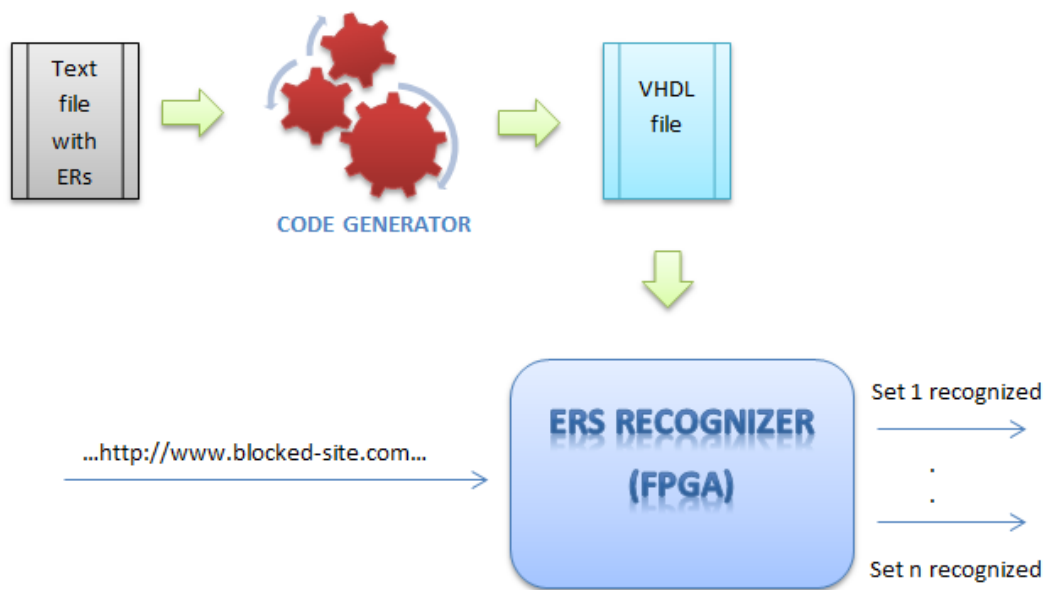 Text
file
with
ERs
VHDL
file
CODE GENERATOR
ERS RECOGNIZER
(FPGA)
...http://www.blocked-site.com...
Set 1 recognized
.
.
Set n recognized